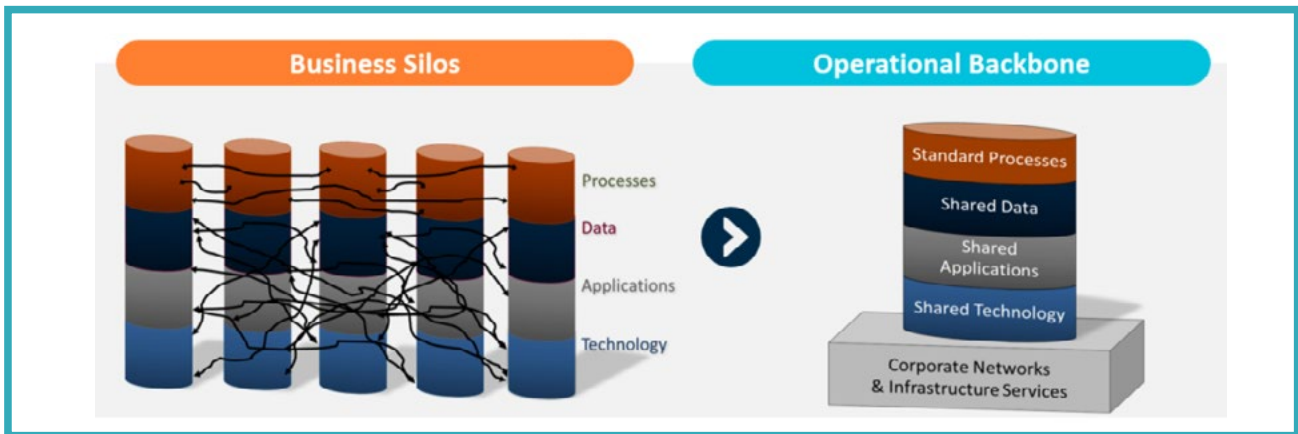 Business Silos
Operational Backbone
Processes
Data
Applications
Technology
Standard Processes
Shared Data
Shared
Applications
Shared Technology
Corporate Networks
& Infrastructure Services